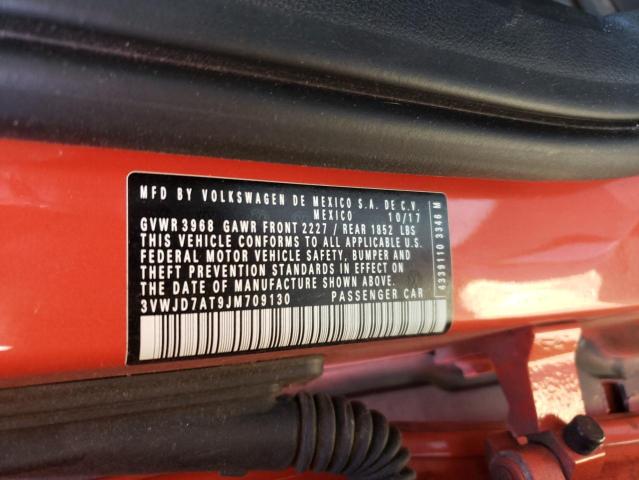 MFD BY VOLKSWAGEN DE MEXICO S.A. DE C.V.
MEXICO 10/17
GVWR 3968 GAWR FRONT 2227 / REAR 1852 LBS
THIS VEHICLE CONFORMS TO ALL APPLICABLE U.S.
FEDERAL MOTOR VEHICLE SAFETY, BUMPER AND
THEFT PREVENTION STANDARDS IN EFFECT ON
THE DATE OF MANUFACTURE SHOWN ABOVE.
3VWJD7AT9JM709130 PASSENGER CAR
4339110 3346 M